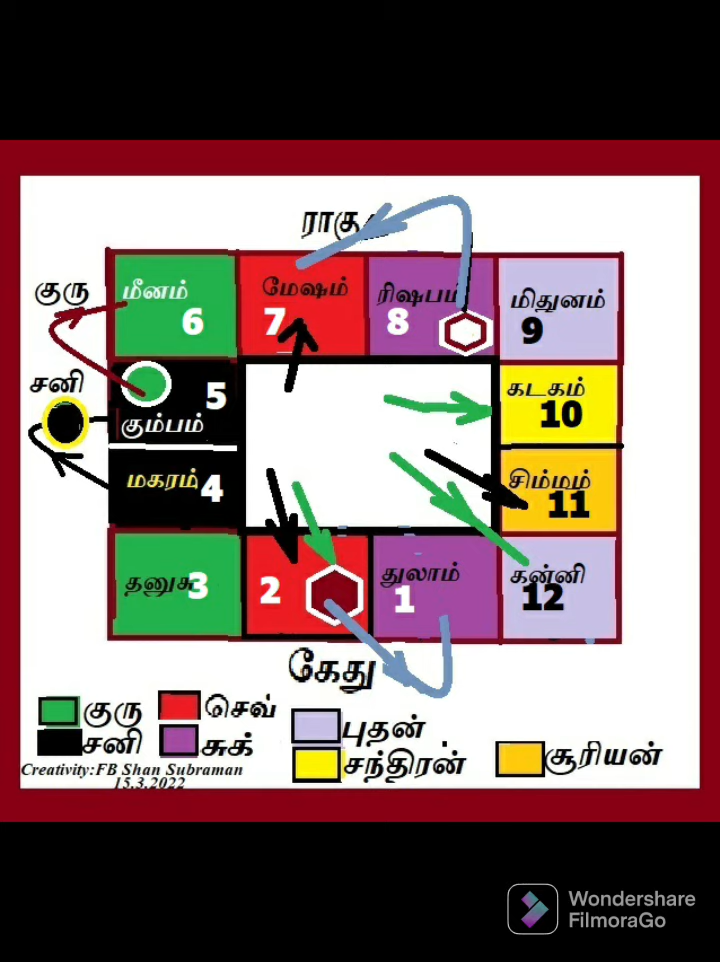 ராகு
குரு
மீனம்
6
மேஷம்
7
ரிஷபம்
8
மிதுனம்
9
சனி
5
கும்பம்
கடகம்
10
மகரம் 4
சிம்மம்
11
தனுசு 3
2
துலாம்
1
கன்னி
12
கேது
குரு
செவ்
சனி
சுக்
புதன்
சந்திரன்
சூரியன்
Creativity:FB Shan Subraman
15.3.2022
Wondershare
FilmoraGo